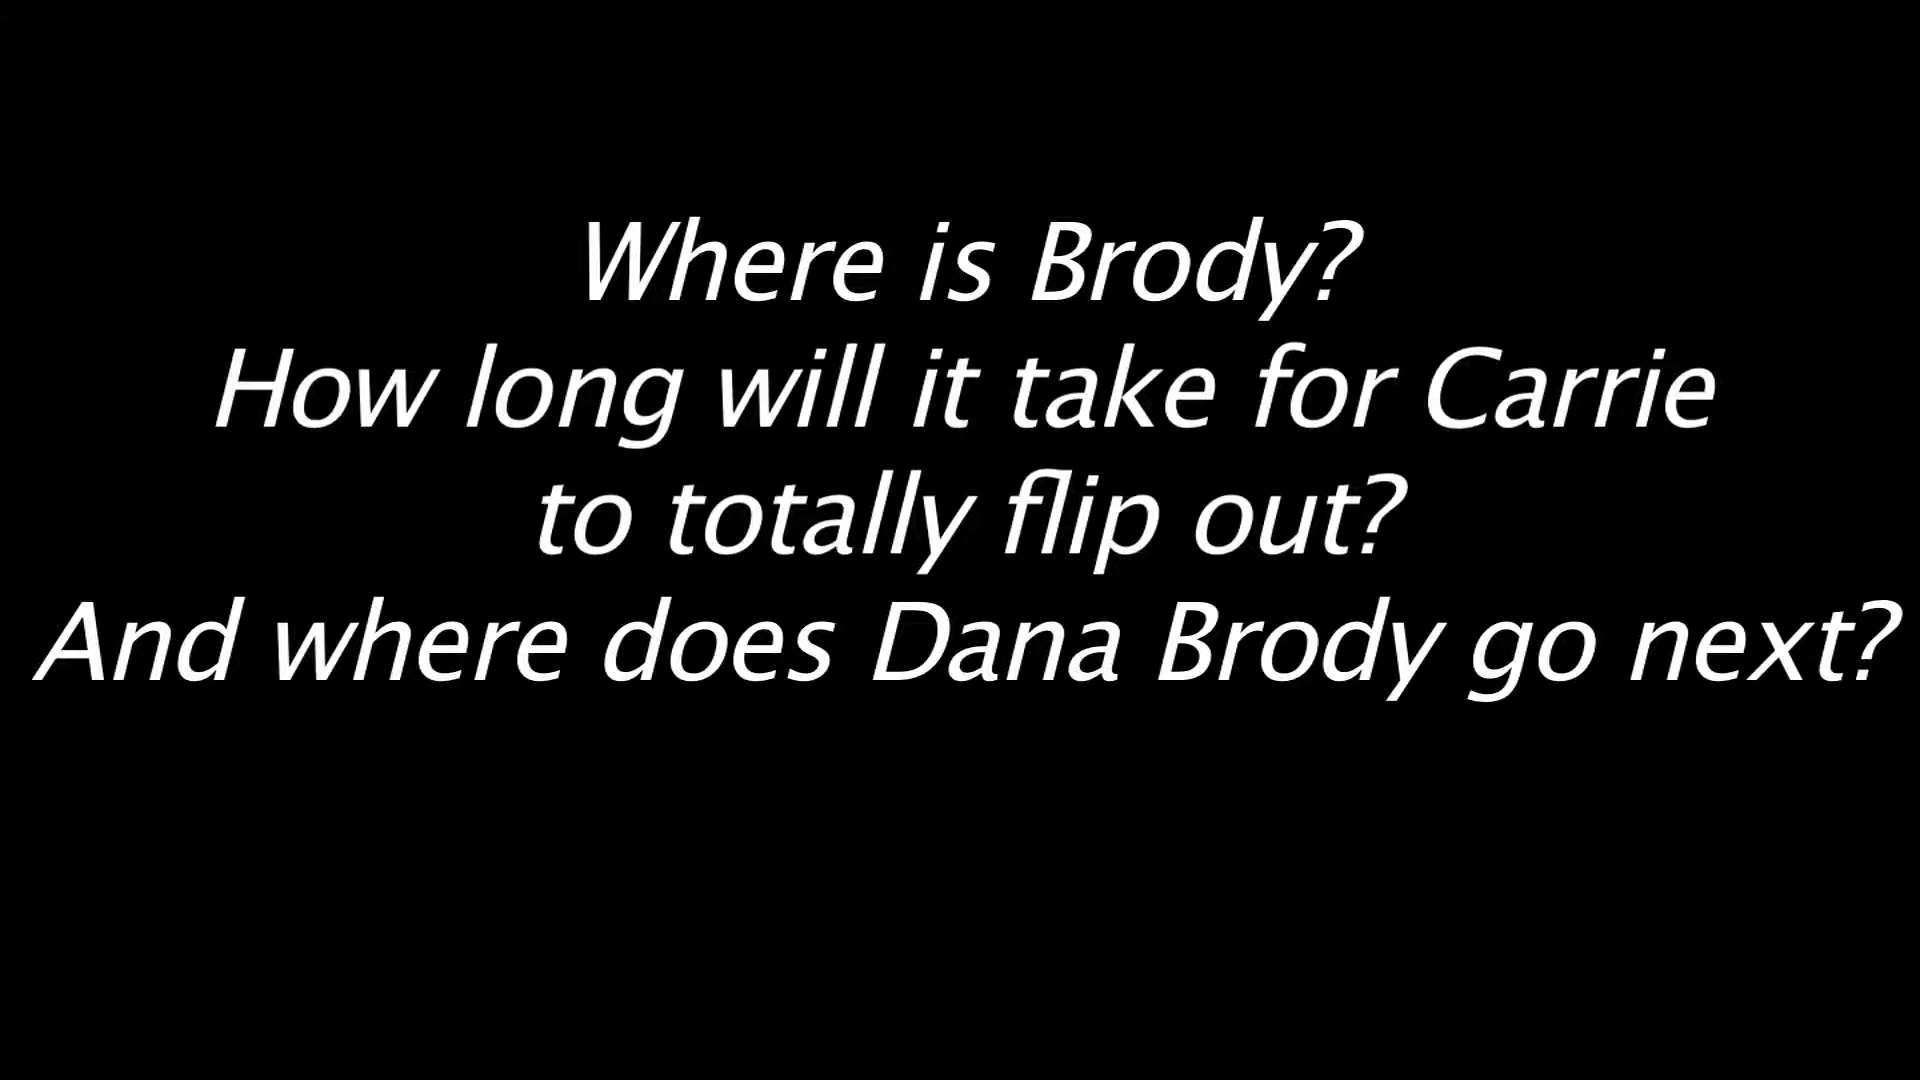 Where is Brody?
How long will it take for Carrie
to totally flip out?
And where does Dana Brody go next?